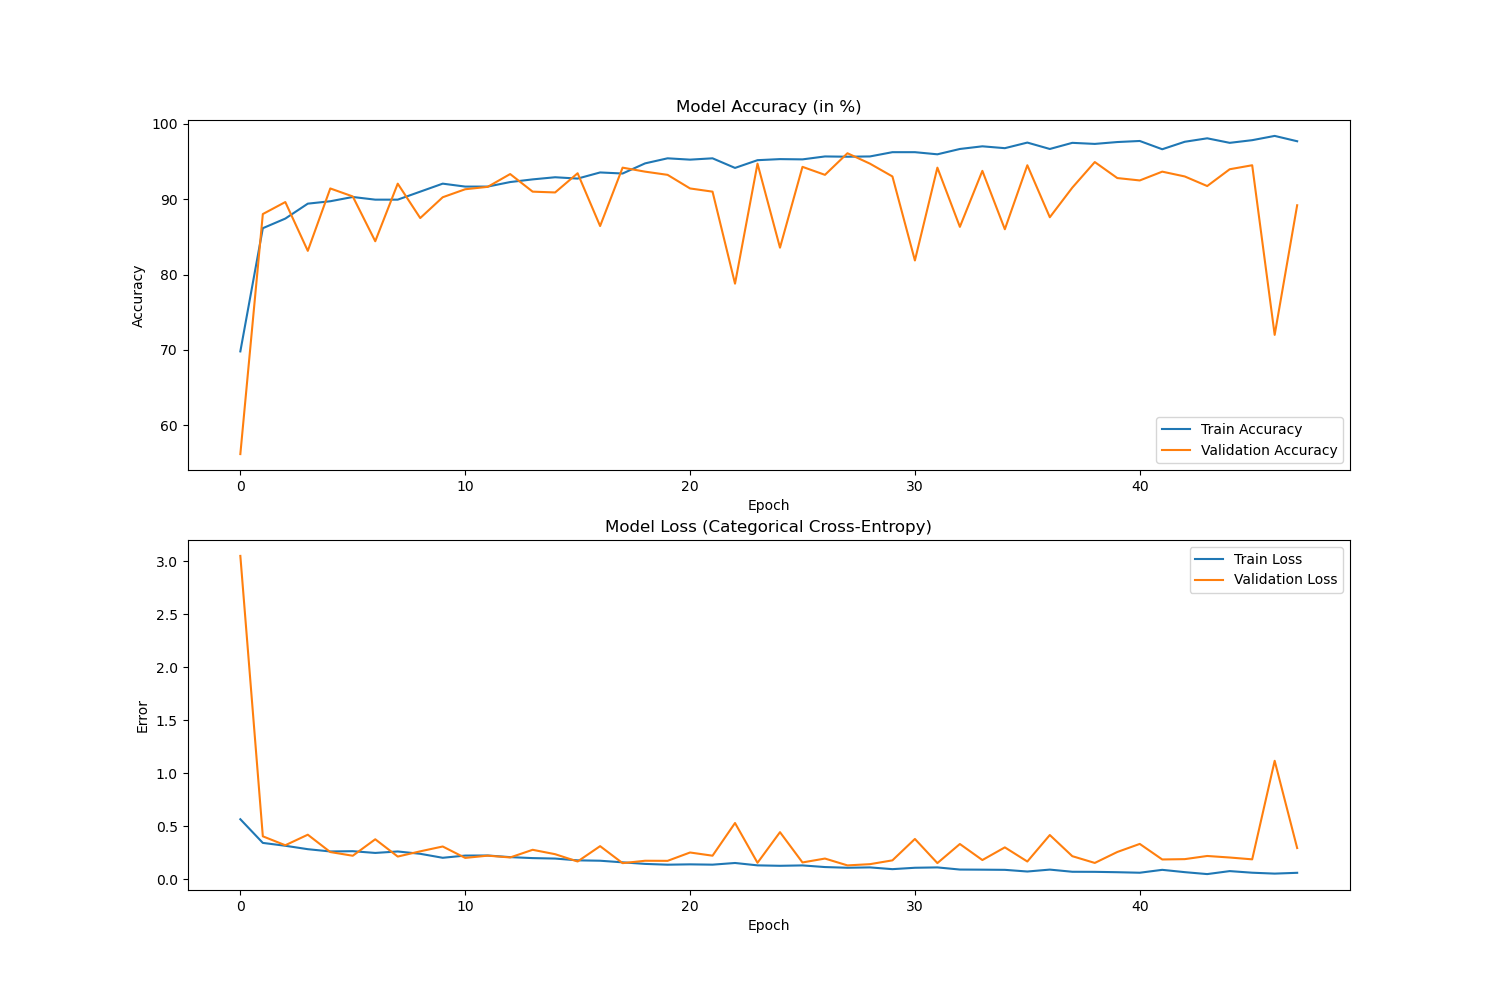 Model Accuracy (in %)
100
90
80
70
60
Accuracy
Train Accuracy
Validation Accuracy
0 10 20 30 40
Epoch
Model Loss (Categorical Cross-Entropy)
3.0
2.5
2.0
1.5
1.0
0.5
0.0
Error
Train Loss
Validation Loss
0 10 20 30 40
Epoch